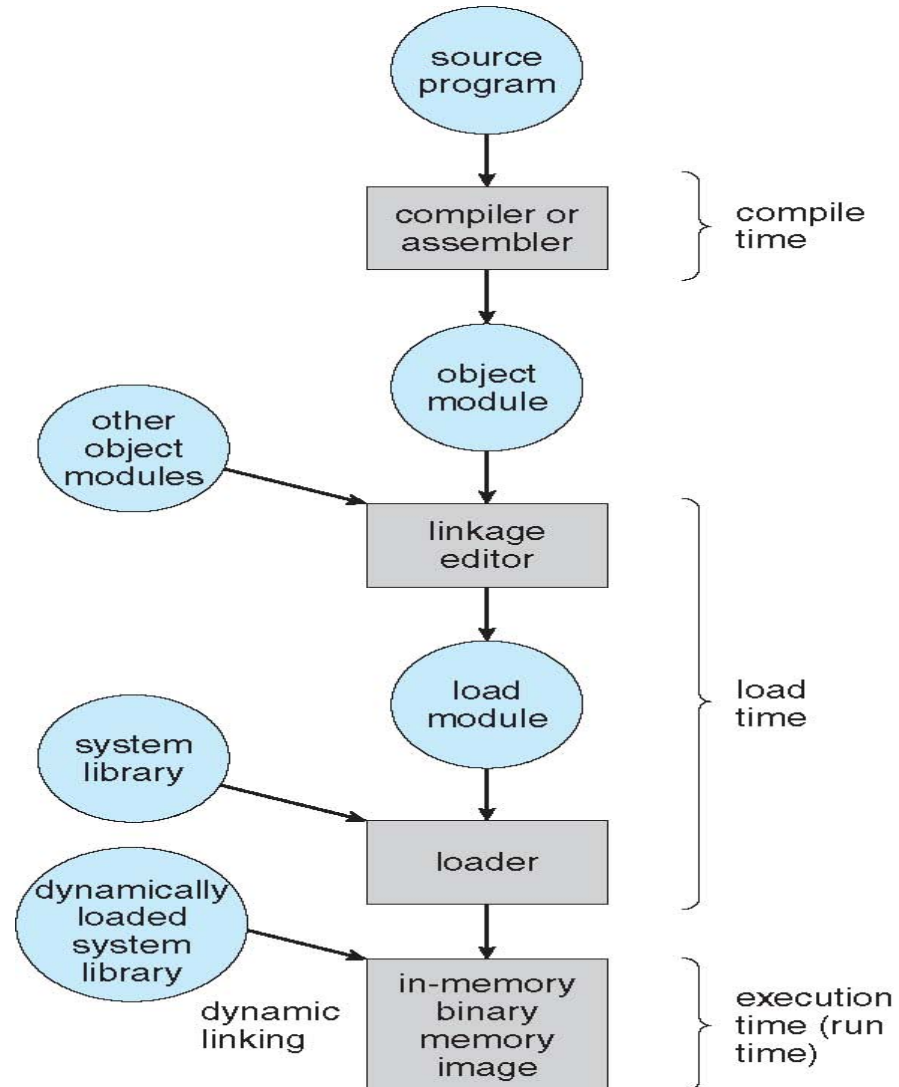 source
program
compiler or
assembler
compile
time
object
module
other
object
modules
linkage
editor
load
module
load
time
system
library
loader
dynamically
loaded
system
library
dynamic
linking
in-memory
binary
memory
image
execution
time (run
time)